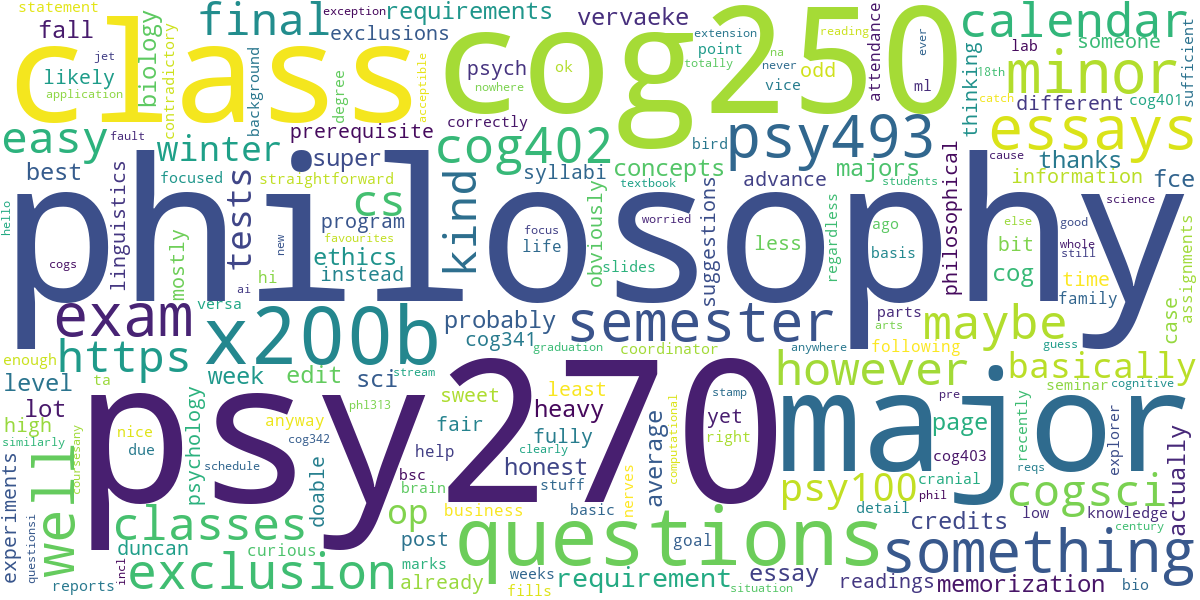 statement exception requirements calendar
fall final exclusions vervaeke extension someone
class cog250 minor
jet likely application biology contradictory background degree acceptible psych nowhere ok point totally na never vice odd attendance ever ml thinking lab 18th catch different cog401 sufficient
easy fault winter prerequisite correctly cog402 bird psy493 essays
best focused super straightforward syllabi concepts advance majors cause students thanks information fce
hello linguistics tests cs program favourites kind textbook
philosophy
cogs mostly hi new ai ethics instead life focus worried obviously slides suggestions less regardless ago basis philosophical else good whole still science bit cog time family assignments
versa parts arts case
exam x200b probably cog341 semester maybe
enough https graduation coordinator anywhere following guess basically
level ta week edit sci stream however seminar cognitive
psy270 major
lot sweet least heavy stamp pre
high similarly nice due coursesany psychology anyway cog342 fair phl313 fully yet right page recently explorer
well schedule doable help bsc clearly honest stuff average computational cog403 reqs actually
experiments questionsi classes brain business basic nerves psy100 cranial phil cogsci low knowledge
op questions detail credits century
duncan curious post goal something
incl exclusion marks already weeks fills requirement essay situation readings memorization bio
reports